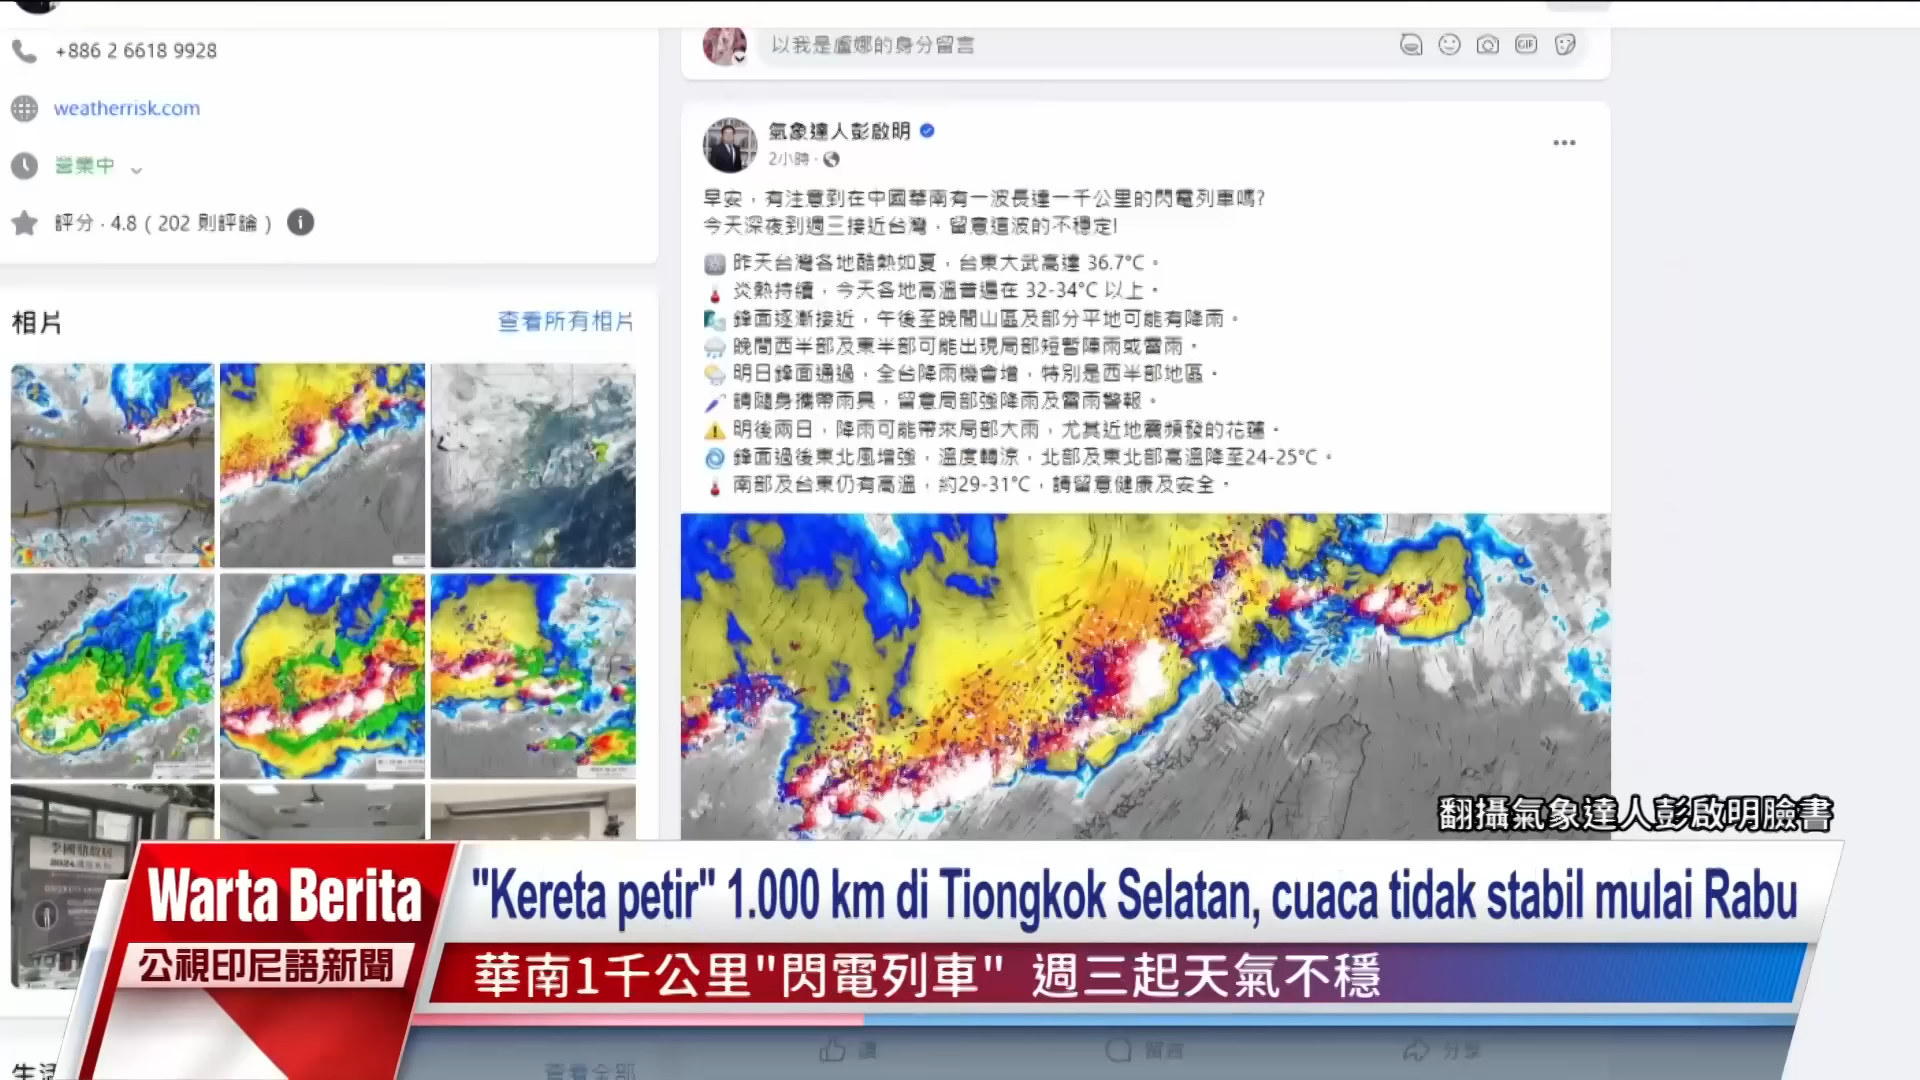 +886 2 6618 9928
weatherrisk.com
營業中
評分 · 4.8 ( 202 則評論 )
相片
查看所有相片
以我是盧娜的身分留言
氣象達人彭啟明
2小時
早安，有注意到在中國華南有一波長達一千公里的閃電列車嗎?
今天深夜到週三接近台灣，留意這波的不穩定!
昨天台灣各地酷熱如夏，台東大武高達 36.7°C。
炎熱持續，今天各地高溫普遍在 32-34°C 以上。
鋒面逐漸接近，午後至晚間山區及部分平地可能有降雨。
晚間西半部及東半部可能出現局部短暫陣雨或雷雨。
明日鋒面通過，全台降雨機會增，特別是西半部地區。
請隨身攜帶雨具，留意局部強降雨及雷雨警報。
明後兩日，降雨可能帶來局部大雨，尤其近地震頻發的花蓮。
鋒面過後東北風增強，溫度轉涼，北部及東北部高溫降至24-25°C。
南部及台東仍有高溫，約29-31°C，請留意健康及安全。
翻攝氣象達人彭啟明臉書
Warta Berita
公視印尼語新聞
"Kereta petir" 1.000 km di Tiongkok Selatan, cuaca tidak stabil mulai Rabu
華南1千公里"閃電列車" 週三起天氣不穩
讚
留言
分享
查看全部